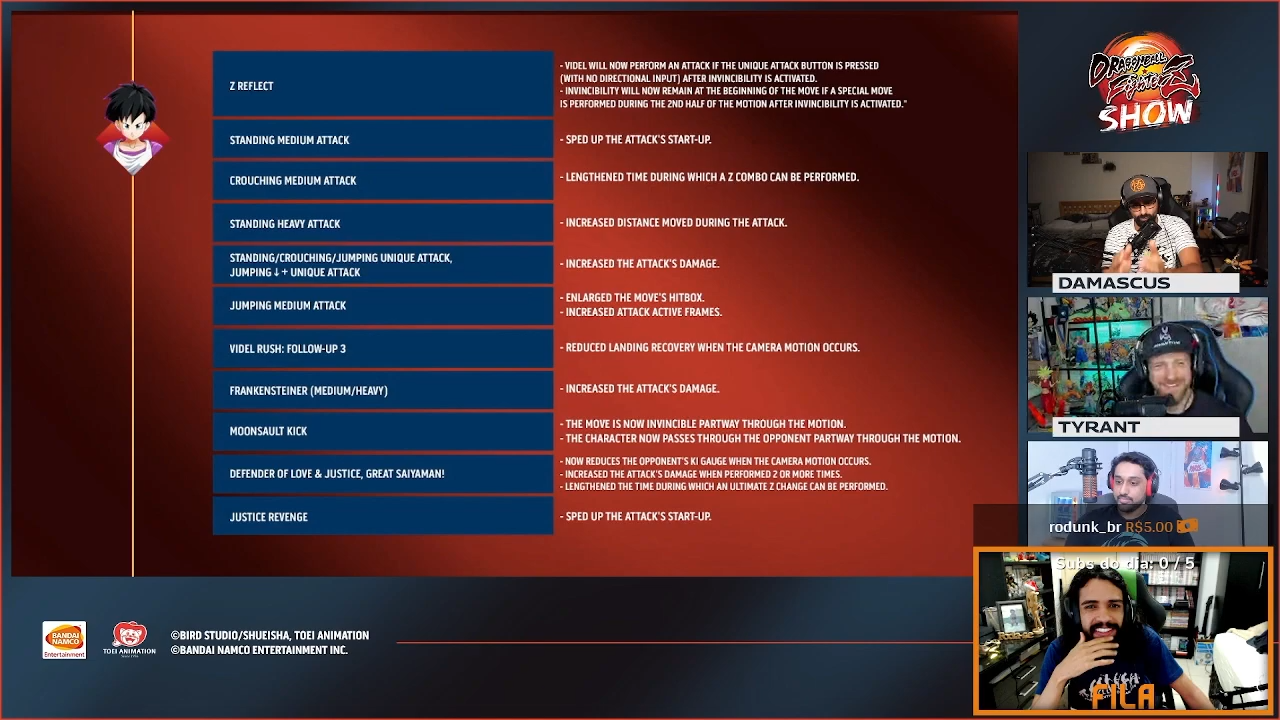 Z REFLECT
- VIDEL WILL NOW PERFORM AN ATTACK IF THE UNIQUE ATTACK BUTTON IS PRESSED
(WITH NO DIRECTIONAL INPUT) AFTER INVINCIBILITY IS ACTIVATED.
- INVINCIBILITY WILL NOW REMAIN AT THE BEGINNING OF THE MOVE IF A SPECIAL MOVE
IS PERFORMED DURING THE 2ND HALF OF THE MOTION AFTER INVINCIBILITY IS ACTIVATED."
STANDING MEDIUM ATTACK
- SPED UP THE ATTACK'S START-UP.
CROUCHING MEDIUM ATTACK
- LENGTHENED TIME DURING WHICH A Z COMBO CAN BE PERFORMED.
STANDING HEAVY ATTACK
- INCREASED DISTANCE MOVED DURING THE ATTACK.
STANDING/CROUCHING/JUMPING UNIQUE ATTACK,
JUMPING ↓ + UNIQUE ATTACK
- INCREASED THE ATTACK'S DAMAGE.
JUMPING MEDIUM ATTACK
- ENLARGED THE MOVE'S HITBOX.
- INCREASED ATTACK ACTIVE FRAMES.
VIDEL RUSH: FOLLOW-UP 3
- REDUCED LANDING RECOVERY WHEN THE CAMERA MOTION OCCURS.
FRANKENSTEINER (MEDIUM/HEAVY)
- INCREASED THE ATTACK'S DAMAGE.
MOONSAULT KICK
- THE MOVE IS NOW INVINCIBLE PARTWAY THROUGH THE MOTION.
- THE CHARACTER NOW PASSES THROUGH THE OPPONENT PARTWAY THROUGH THE MOTION.
DEFENDER OF LOVE & JUSTICE, GREAT SAIYAMAN!
- NOW REDUCES THE OPPONENT'S KI GAUGE WHEN THE CAMERA MOTION OCCURS.
- INCREASED THE ATTACK'S DAMAGE WHEN PERFORMED 2 OR MORE TIMES.
- LENGTHENED THE TIME DURING WHICH AN ULTIMATE Z CHANGE CAN BE PERFORMED.
JUSTICE REVENGE
- SPED UP THE ATTACK'S START-UP.
DRAGONBALL
FighterZ
SHOW
DAMASCUS
TYRANT
rodunk_br R$5.00
Subs do dia: 0 / 5
FILA
BANDAI
NAMCO
Entertainment
TOEI ANIMATION
©BIRD STUDIO/SHUEISHA, TOEI ANIMATION
©BANDAI NAMCO ENTERTAINMENT INC.